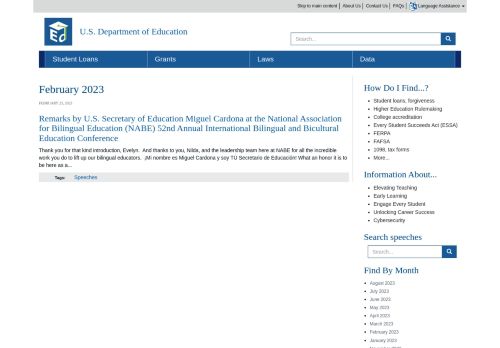 Skip to main content | About Us | Contact Us | FAQs | Language Assistance
U.S. Department of Education
Search...
Student Loans
Grants
Laws
Data
February 2023
Remarks by U.S. Secretary of Education Miguel Cardona at the National Association
for Bilingual Education (NABE) 52nd Annual International Bilingual and Bicultural
Education Conference
Thank you for that kind introduction, Evelyn. And thanks to you, Nilda, and the leadership team here at NABE for all the incredible
work you do to lift up our bilingual educators. ¡Mi nombre es Miguel Cardona y soy TU Secretario de Educación! What an honor it is to
be here as a...
Tags:
Speeches
How Do I Find...?
Student loans, forgiveness
Higher Education Rulemaking
College accreditation
Every Student Succeeds Act (ESSA)
FERPA
FAFSA
1098, tax forms
More...
Information About...
Elevating Teaching
Early Learning
Engage Every Student
Unlocking Career Success
Cybersecurity
Search speeches
Search...
Find By Month
August 2023
July 2023
June 2023
May 2023
April 2023
March 2023
February 2023
January 2023